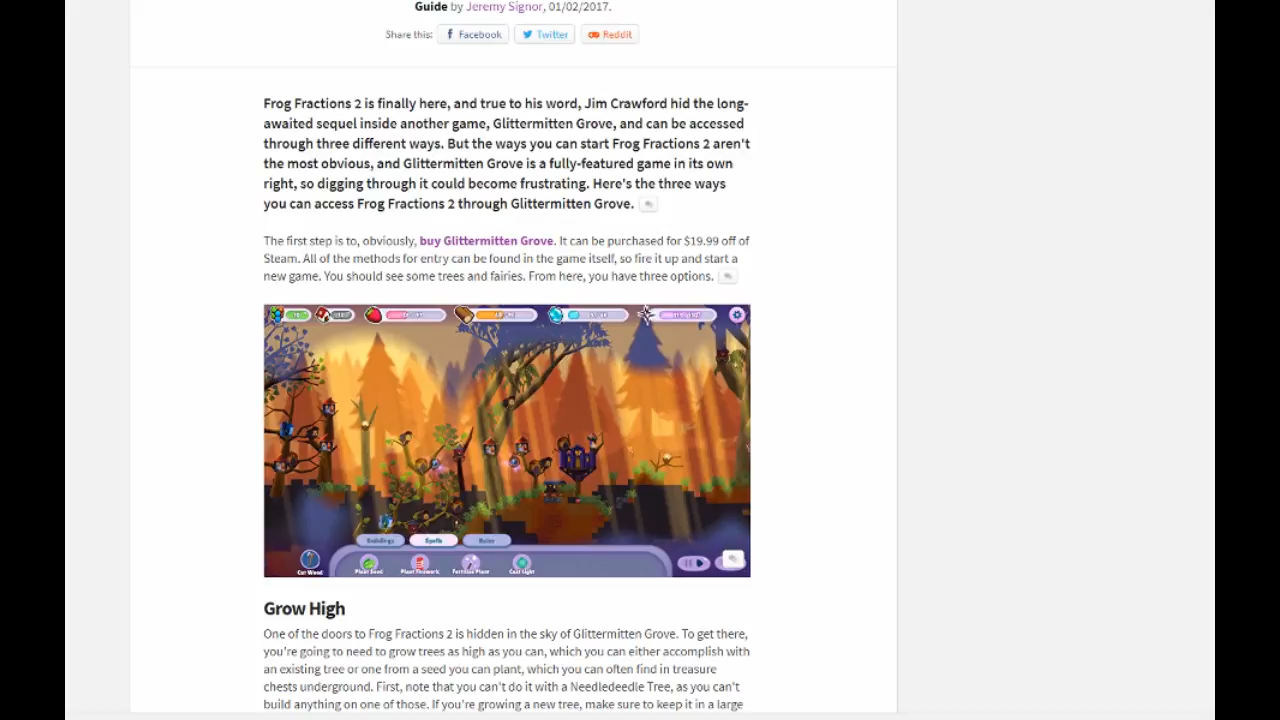 Guide by Jeremy Signor, 01/02/2017.
Share this: Facebook Twitter Reddit
Frog Fractions 2 is finally here, and true to his word, Jim Crawford hid the long-
awaited sequel inside another game, Glittermitten Grove, and can be accessed
through three different ways. But the ways you can start Frog Fractions 2 aren't
the most obvious, and Glittermitten Grove is a fully-featured game in its own
right, so digging through it could become frustrating. Here's the three ways
you can access Frog Fractions 2 through Glittermitten Grove.
The first step is to, obviously, buy Glittermitten Grove. It can be purchased for $19.99 off of
Steam. All of the methods for entry can be found in the game itself, so fire it up and start a
new game. You should see some trees and fairies. From here, you have three options.
Buildings Spells Rules
Cut Wood Plant Seed Plant Firework Fertilize Plant Cast Light
Grow High
One of the doors to Frog Fractions 2 is hidden in the sky of Glittermitten Grove. To get there,
you're going to need to grow trees as high as you can, which you can either accomplish with
an existing tree or one from a seed you can plant, which you can often find in treasure
chests underground. First, note that you can't do it with a Needledeedle Tree, as you can't
build anything on one of those. If you're growing a new tree, make sure to keep it in a large